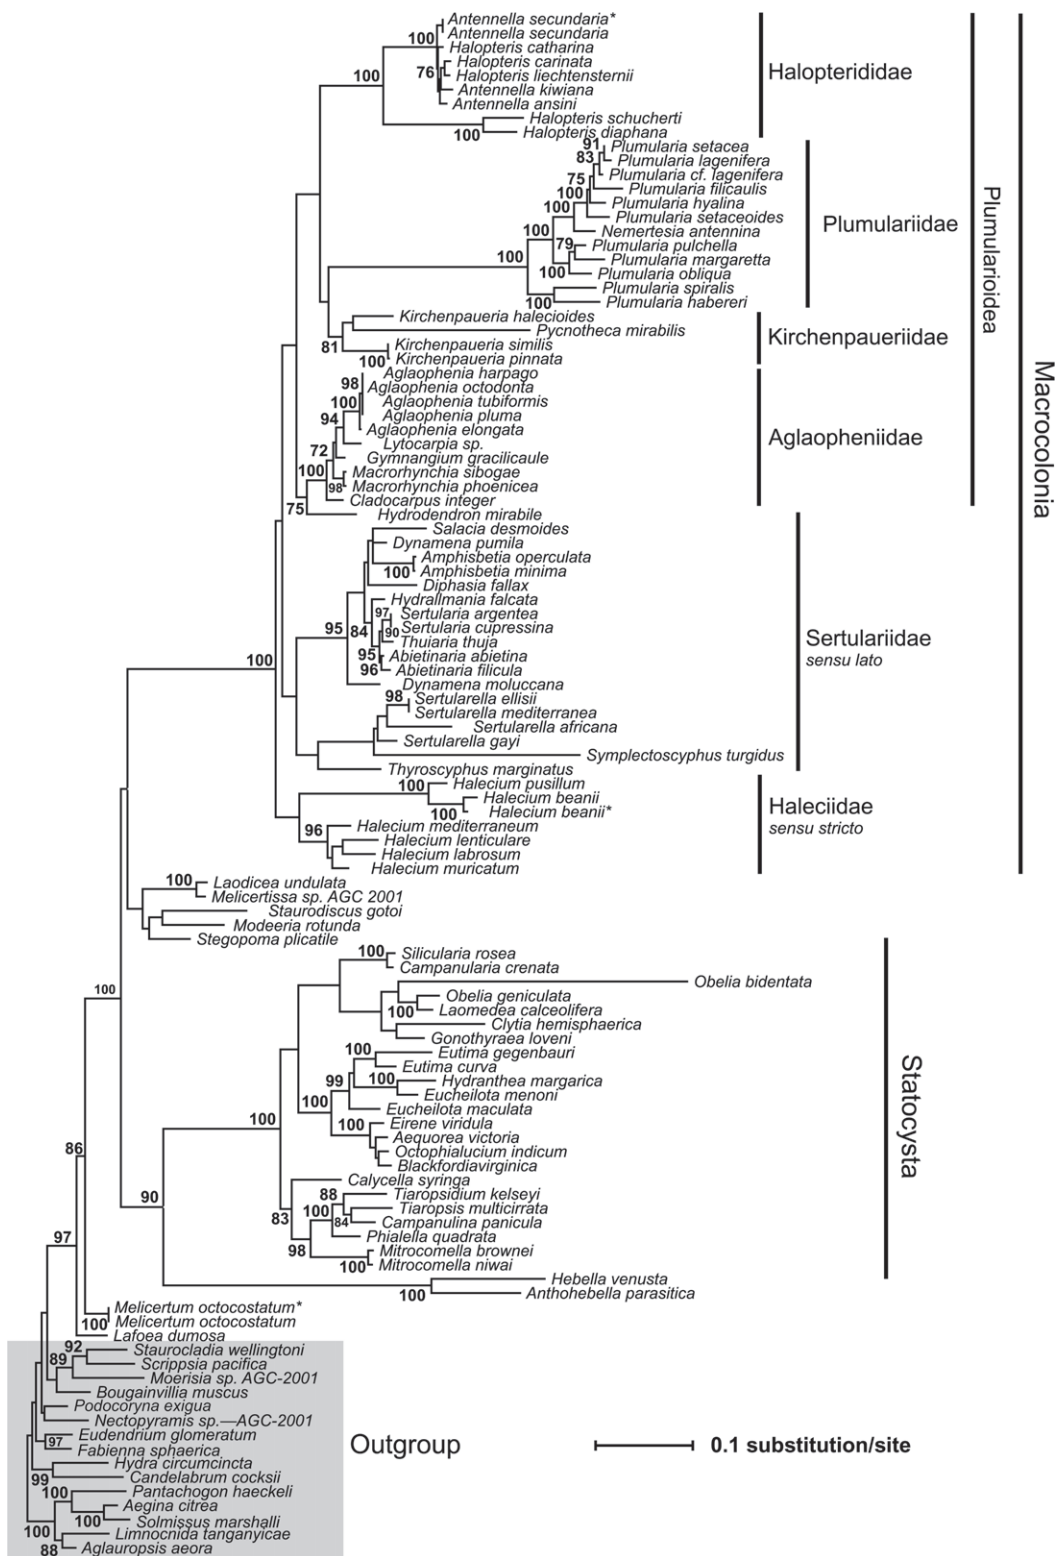 Antennella secundaria*
Antennella secundaria
100
Halopteris catharina
Halopteris carinata
76
Halopteris liechtensternii
100
Antennella kiwiana
Antennella ansini
Halopteris schucherti
100
Halopteris diaphana
Halopterididae
91
Plumularia setacea
83
Plumularia lagenifera
Plumularia cf. lagenifera
75
Plumularia filicaulis
100
Plumularia hyalina
100
Plumularia setaceoides
100
Nemertesia antennina
79
Plumularia pulchella
100
Plumularia margaretta
100
Plumularia obliqua
Plumularia spiralis
100
Plumularia habereri
Plumulariidae
Plumularioidea
Macrocolonia
Kirchenpaueria halecioides
Pycnotheca mirabilis
81
Kirchenpaueria similis
100
Kirchenpaueria pinnata
Kirchenpaueriidae
Aglaophenia harpago
98
Aglaophenia octodonta
100
Aglaophenia tubiformis
94
Aglaophenia pluma
Aglaophenia elongata
72
Lytocarpia sp.
Gymnangium gracilicaule
100
Macrorhynchia sibogae
98
Macrorhynchia phoenicea
Cladocarpus integer
75
Hydrodendron mirabile
Aglaopheniidae
Salacia desmoides
Dynamena pumila
Amphisbetia operculata
100
Amphisbetia minima
Diphasia fallax
Hydrallmania falcata
97
Sertularia argentea
95
84
90
Sertularia cupressina
Thuiaria thuja
95
Abietinaria abietina
96
Abietinaria filicula
Dynamena moluccana
98
Sertularella ellisii
Sertularella mediterranea
Sertularella africana
Sertularella gayi
Symplectoscyphus turgidus
Thyroscyphus marginatus
Sertulariidae
sensu lato
100
100
Halecium pusillum
Halecium beanii
100
Halecium beanii*
96
Halecium mediterraneum
Halecium lenticulare
Halecium labrosum
Halecium muricatum
Haleciidae
sensu stricto
100
Laodicea undulata
Melicertissa sp. AGC 2001
Staurodiscus gotoi
Modeeria rotunda
Stegopoma plicatile
100
100
Silicularia rosea
Campanularia crenata
Obelia bidentata
Obelia geniculata
100
Laomedea calceolifera
Clytia hemisphaerica
Gonothyraea loveni
100
Eutima gegenbauri
Eutima curva
99
100
Hydranthea margarica
Eucheilota menoni
100
Eucheilota maculata
100
100
Eirene viridula
Aequorea victoria
Octophialucium indicum
Blackfordiavirginica
Calycella syringa
88
Tiaropsidium kelseyi
100
Tiaropsis multicirrata
83
84
Campanulina panicula
98
Phialella quadrata
Mitrocomella brownei
100
Mitrocomella niwai
90
Hebella venusta
100
Anthohebella parasitica
Statocysta
86
97
Melicertum octocostatum*
100
Melicertum octocostatum
Lafoea dumosa
92
Staurocladia wellingtoni
89
Scrippsia pacifica
Moerisia sp. AGC-2001
Bougainvillia muscus
Podocoryna exigua
Nectopyramis sp.—AGC-2001
Eudendrium glomeratum
97
Fabienna sphaerica
Hydra circumcincta
99
Candelabrum cocksii
100
Pantachogon haeckeli
Aegina citrea
100
Solmissus marshalli
100
Limnocnida tanganyicae
88
Aglauropsis aeora
Outgroup
0.1 substitution/site